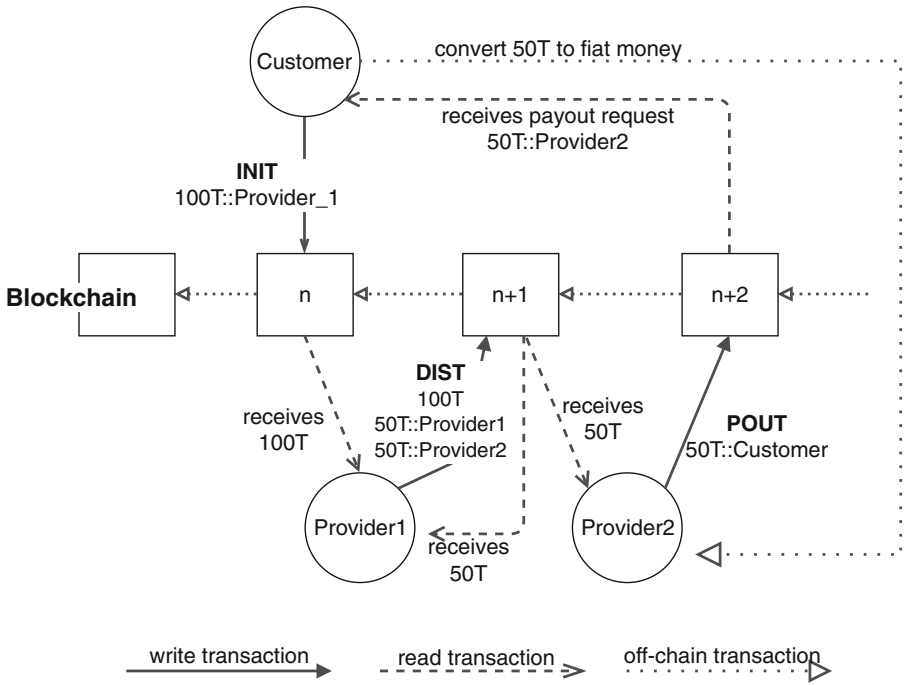 Customer
convert 50T to fiat money
receives payout request
50T::Provider2
INIT
100T::Provider_1
Blockchain
n
n+1
n+2
receives
100T
DIST
100T
50T::Provider1
50T::Provider2
receives
50T
POUT
50T::Customer
Provider1
receives
50T
Provider2
write transaction
read transaction
off-chain transaction